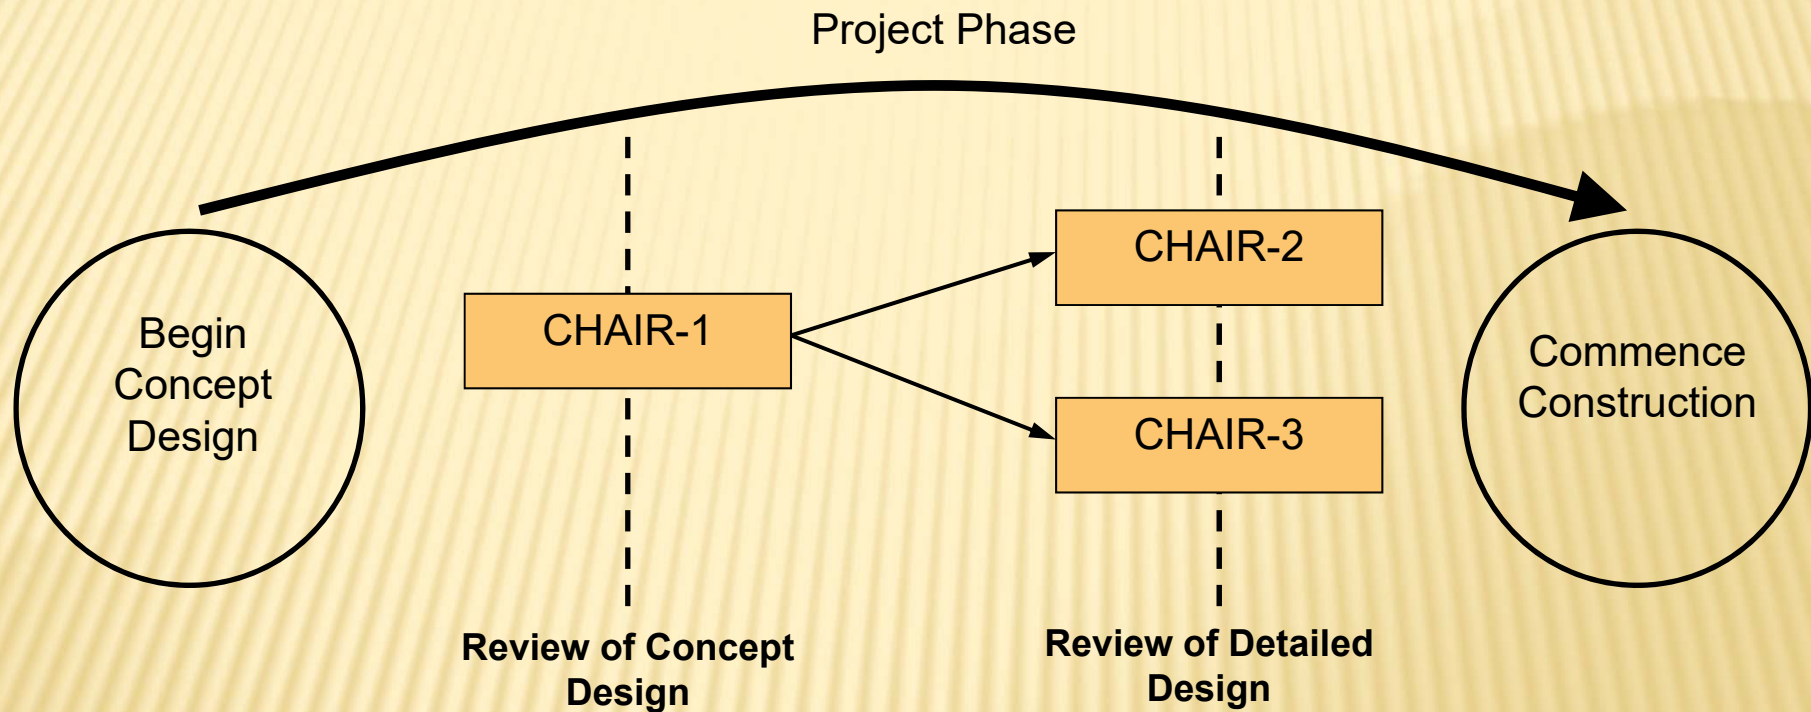 Project Phase
Begin
Concept
Design
CHAIR-1
CHAIR-2
CHAIR-3
Commence
Construction
Review of Concept
Design
Review of Detailed
Design